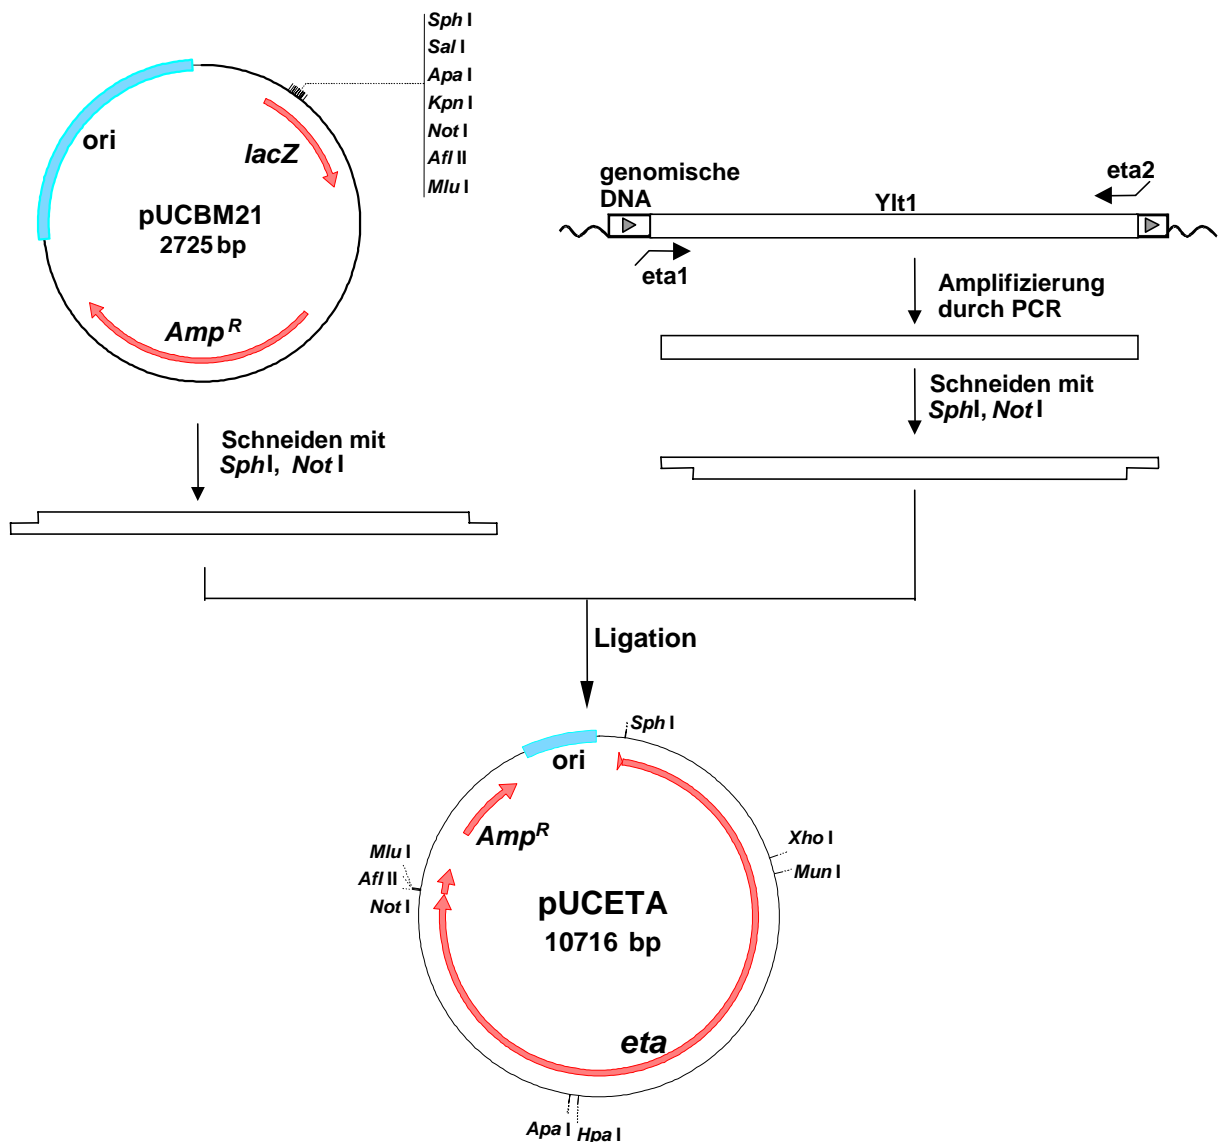 Sph I
Sal I
Apa I
Kpn I
Not I
Afl II
Mlu I
ori
lacZ
pUCBM21
2725 bp
Amp R
genomische
DNA
Ylt1
eta2
eta1
Amplifizierung
durch PCR
Schneiden mit
SphI, Not I
Schneiden mit
SphI, Not I
Ligation
Sph I
ori
AmpR
Xho I
Mun I
Mlu I
Afl II
Not I
pUCETA
10716 bp
eta
Apa I
Hpa I